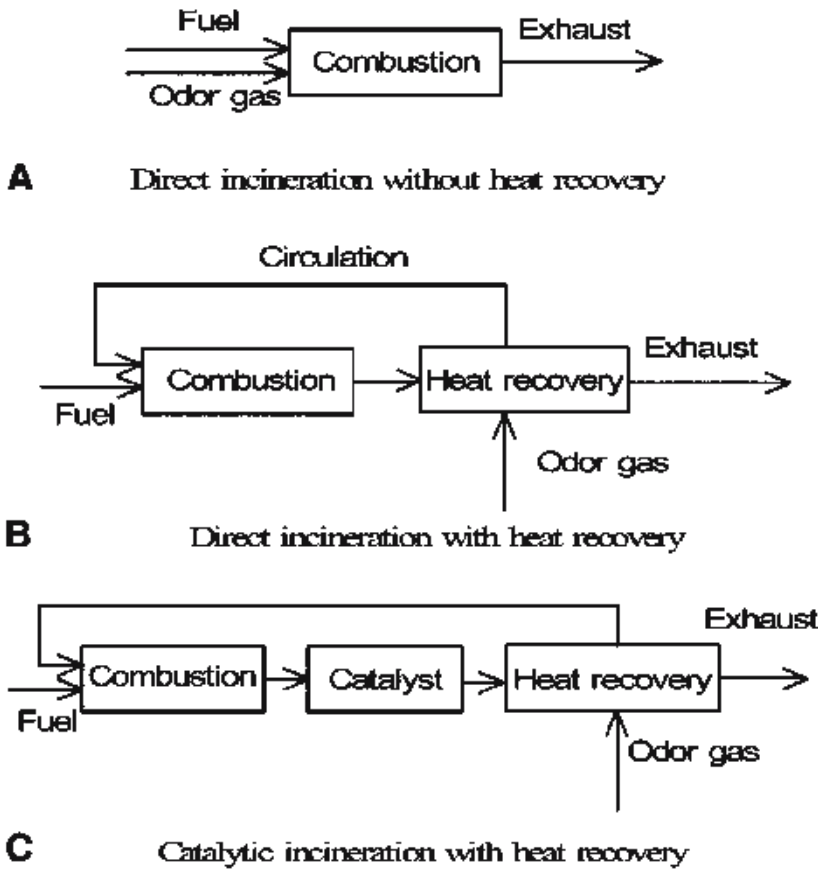 Fuel
Exhaust
Combustion
Odor gas
A Direct incineration without heat recovery
Circulation
Exhaust
Combustion
Heat recovery
Fuel
Odor gas
B Direct incineration with heat recovery
Exhaust
Combustion
Catalyst
Heat recovery
Fuel
Odor gas
C Catalytic incineration with heat recovery